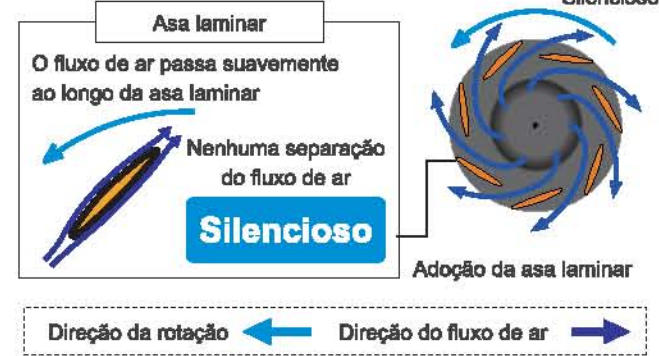 Silencioso
Asa laminar
O fluxo de ar passa suavemente
ao longo da asa laminar
Nenhuma separação
do fluxo de ar
Silencioso
Adoção da asa laminar
Direção da rotação
Direção do fluxo de ar